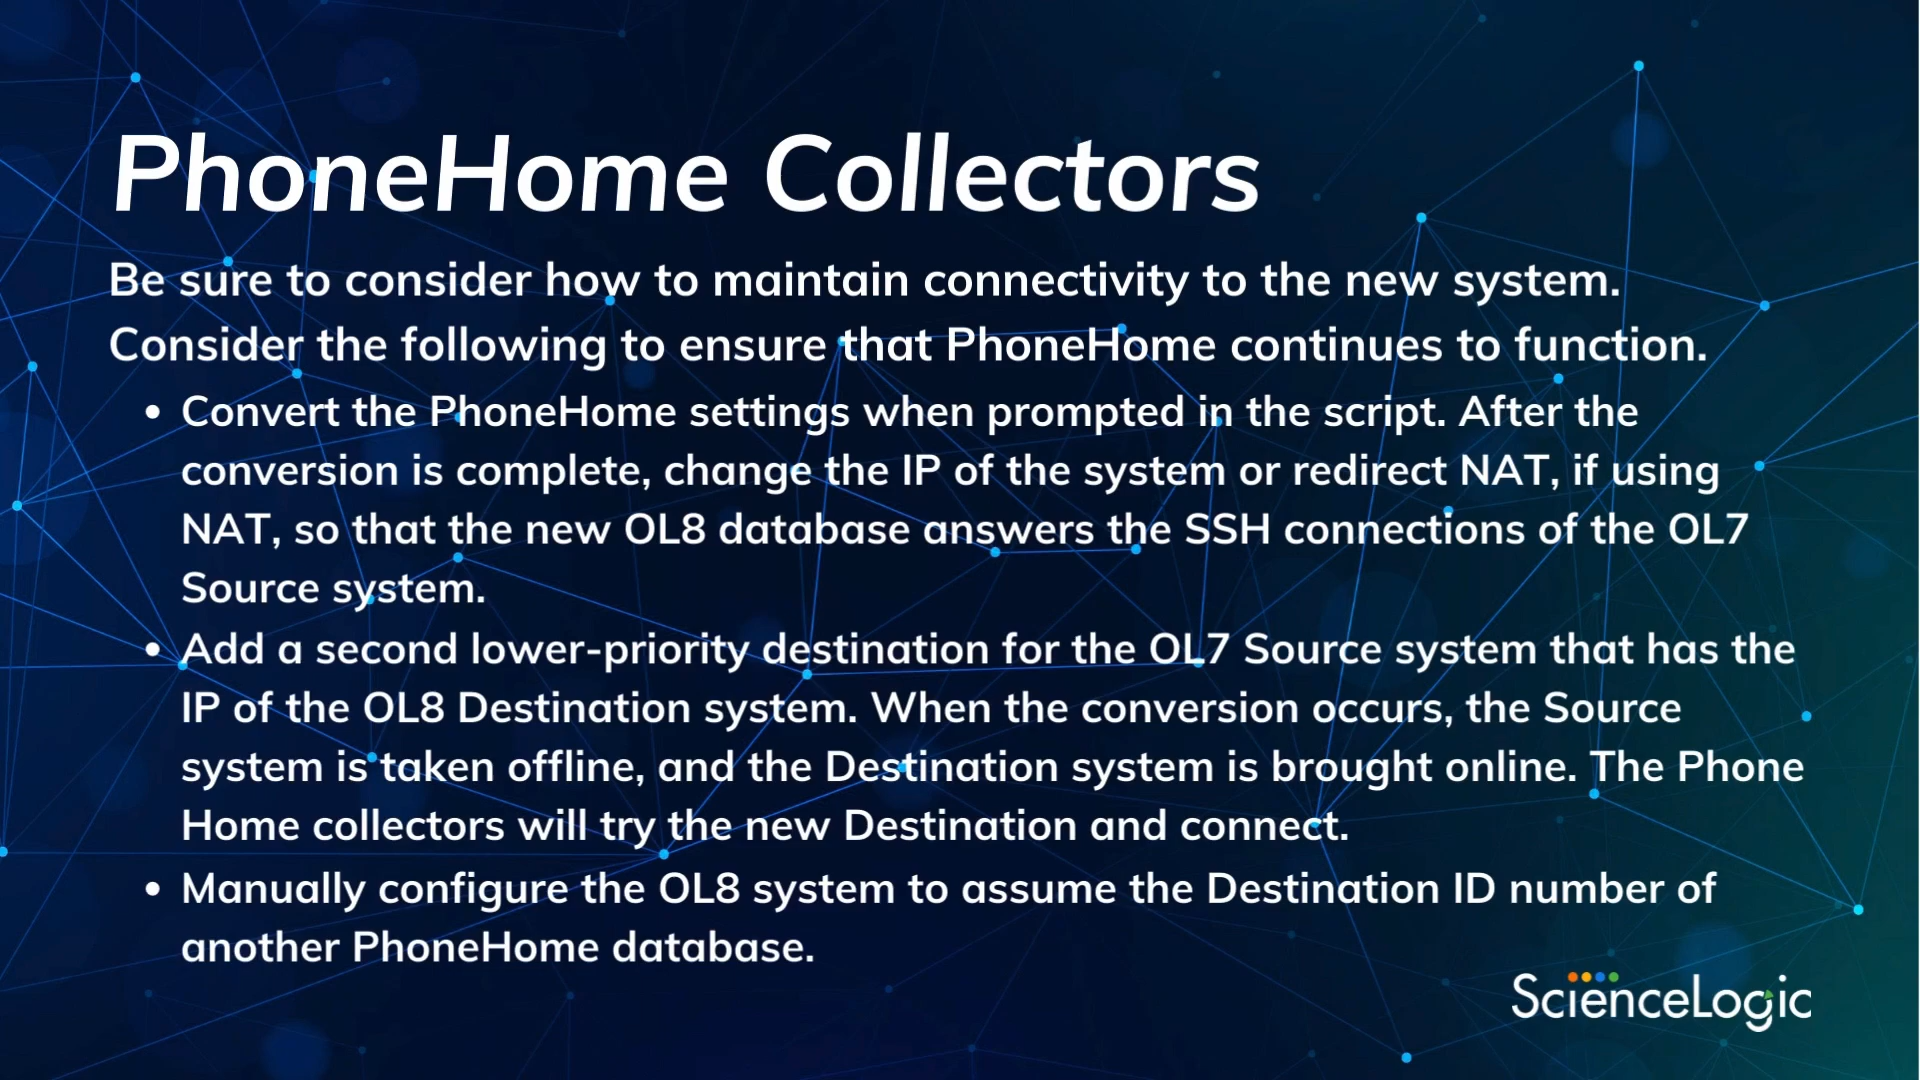 PhoneHome Collectors
Be sure to consider how to maintain connectivity to the new system.
Consider the following to ensure that PhoneHome continues to function.
• Convert the PhoneHome settings when prompted in the script. After the
conversion is complete, change the IP of the system or redirect NAT, if using
NAT, so that the new OL8 database answers the SSH connections of the OL7
Source system.
• Add a second lower-priority destination for the OL7 Source system that has the
IP of the OL8 Destination system. When the conversion occurs, the Source
system is taken offline, and the Destination system is brought online. The Phone
Home collectors will try the new Destination and connect.
• Manually configure the OL8 system to assume the Destination ID number of
another PhoneHome database.
ScienceLogic